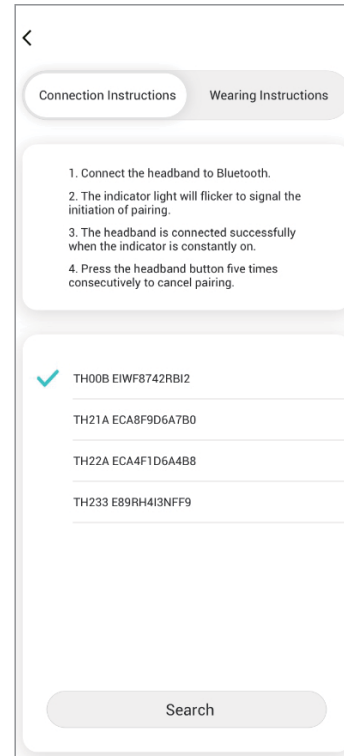 Connection Instructions
Wearing Instructions
1. Connect the headband to Bluetooth.
2. The indicator light will flicker to signal the
initiation of pairing.
3. The headband is connected successfully
when the indicator is constantly on.
4. Press the headband button five times
consecutively to cancel pairing.
TH00B EIWF8742RBI2
TH21A ECA8F9D6A7B0
TH22A ECA4F1D6A4B8
TH233 E89RH4I3NFF9
Search